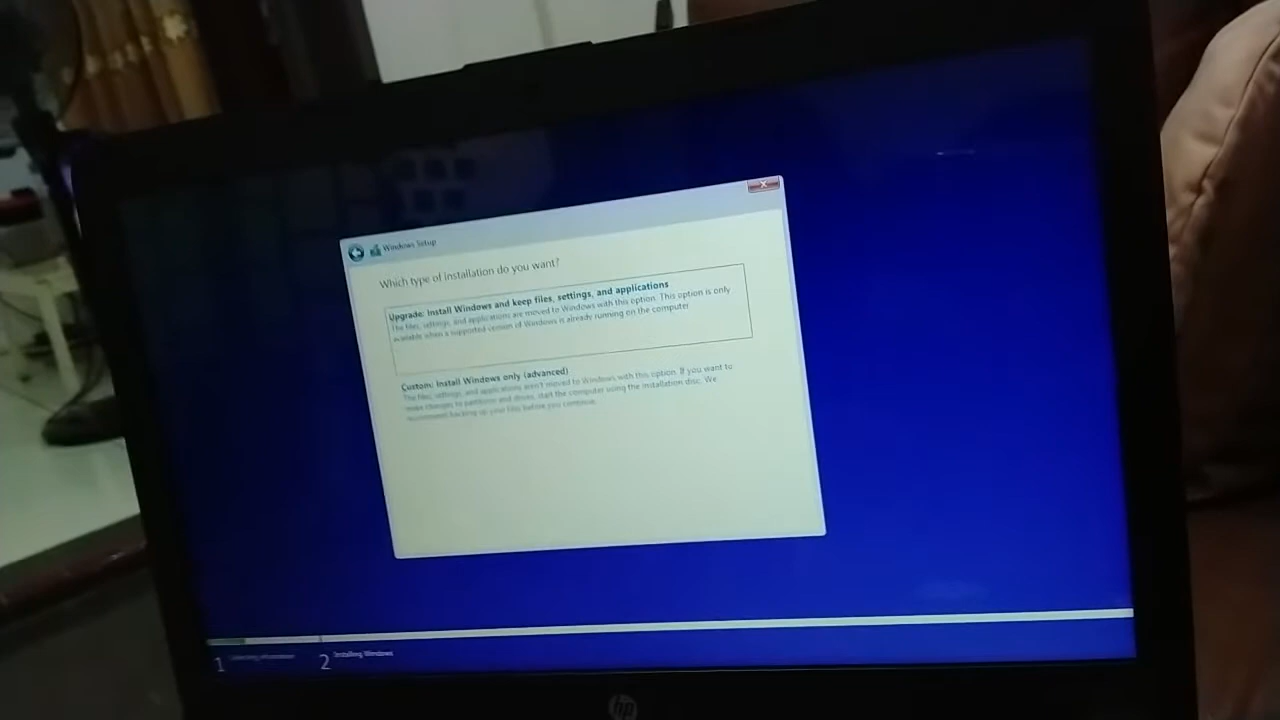 Windows Setup
Which type of installation do you want?
Upgrade: Install Windows and keep files, settings, and applications
The files, settings, and applications are moved to Windows with this option. This option is only
available when a supported version of Windows is already running on the computer.
Custom: Install Windows only (advanced)
The files, settings, and applications aren't moved to Windows with this option. If you want to
make changes to partitions and drives, start the computer using the installation disc. We
recommend backing up your files before you continue.
1 Collecting information
2 Installing Windows
hp